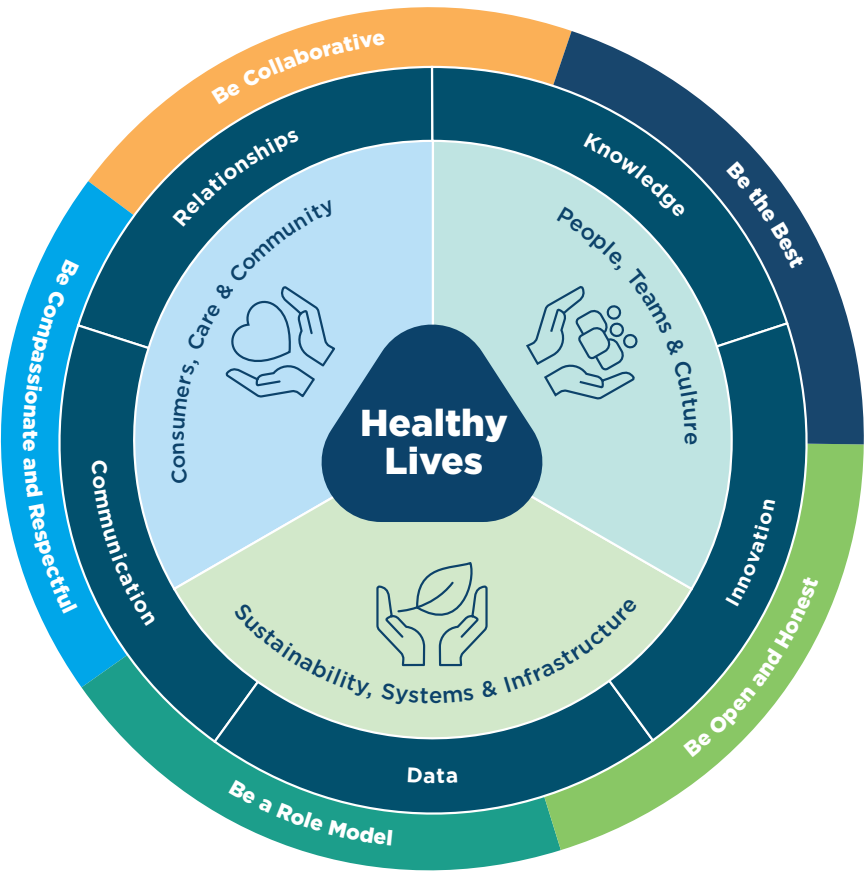 Be Collaborative
Be the Best
Be Open and Honest
Be a Role Model
Be Compassionate and Respectful
Relationships
Knowledge
Innovation
Data
Communication
Consumers, Care & Community
People, Teams & Culture
Sustainability, Systems & Infrastructure
Healthy
Lives